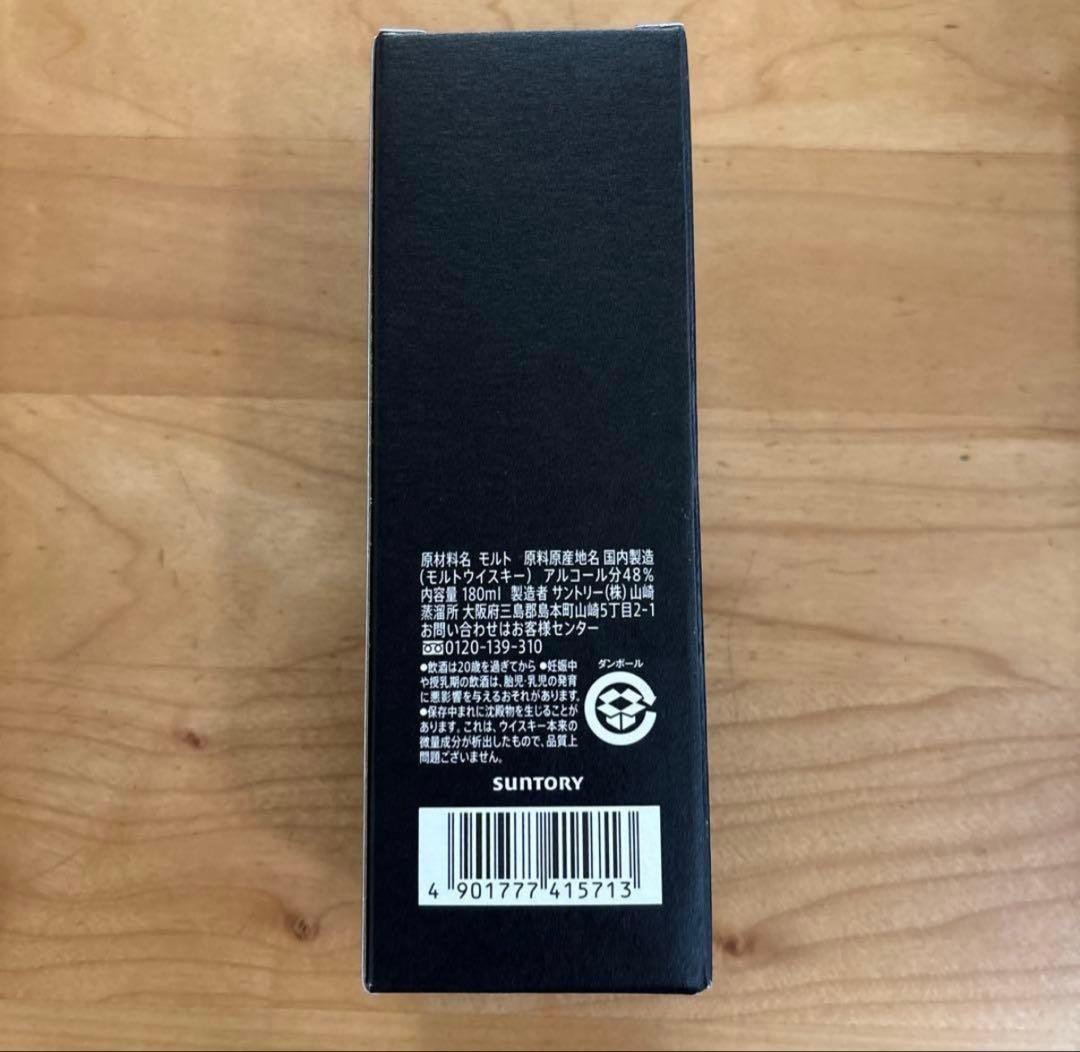 原材料名 モルト 原料原産地名 国内製造
(モルトウイスキー) アルコール分48%
内容量 180ml 製造者 サントリー(株) 山崎
蒸溜所 大阪府三島郡島本町山崎5丁目2-1
お問い合わせはお客様センター
0120-139-310
●飲酒は20歳を過ぎてから ●妊娠中
や授乳期の飲酒は、胎児・乳児の発育
に悪影響を与えるおそれがあります。
●保存中まれに沈殿物を生じることが
あります。これは、ウイスキー本来の
微量成分が析出したもので、品質上
問題ございません。
ダンボール
SUNTORY
4 901777 415713